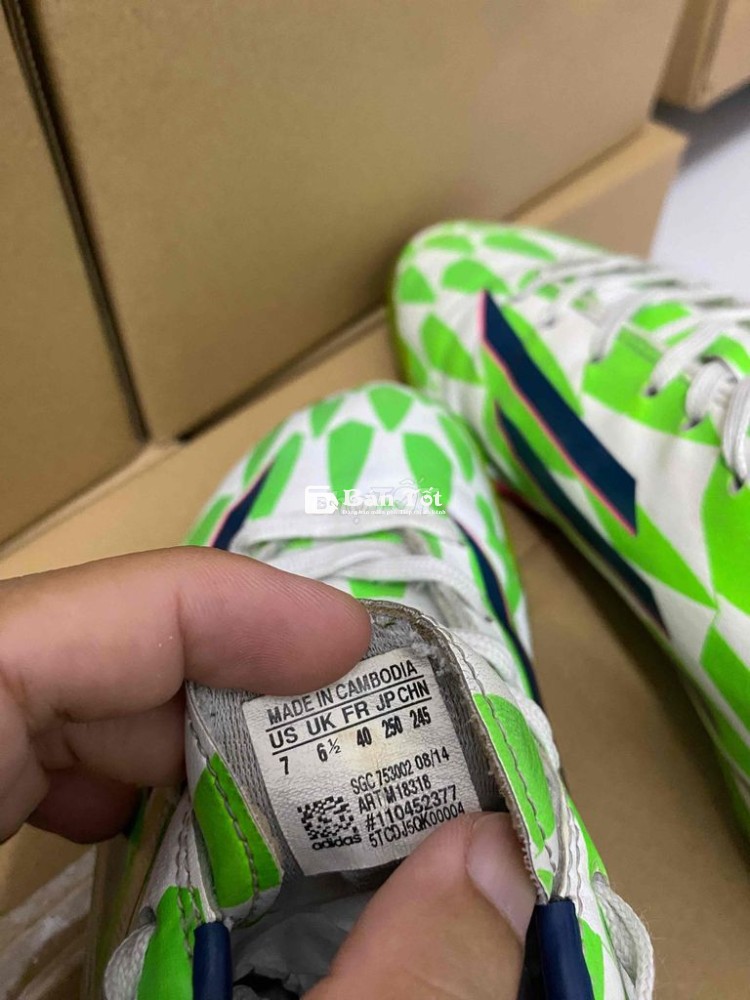 Bán Tốt
MADE IN CAMBODIA
US UK FR JP CHN
7 6½ 40 250 245
SGC 753002 08/14
ART M18318
#110452377
adidas 5TCDJ5QK00004